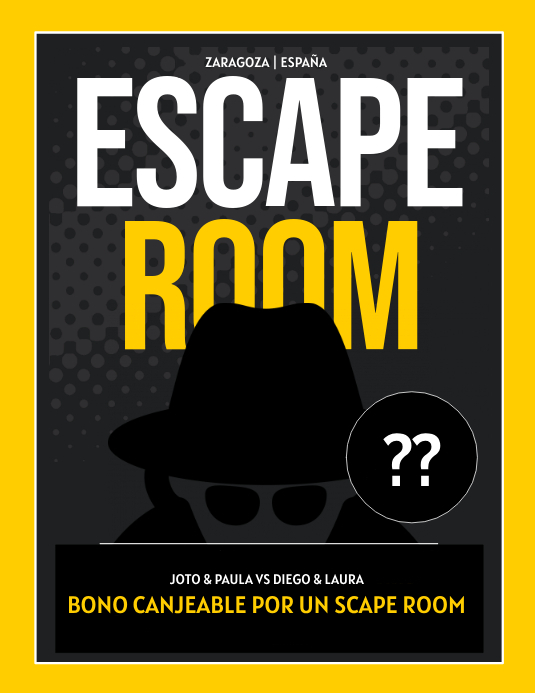 ZARAGOZA | ESPAÑA
ESCAPE
ROOM
??
JOTO & PAULA VS DIEGO & LAURA
BONO CANJEABLE POR UN SCAPE ROOM